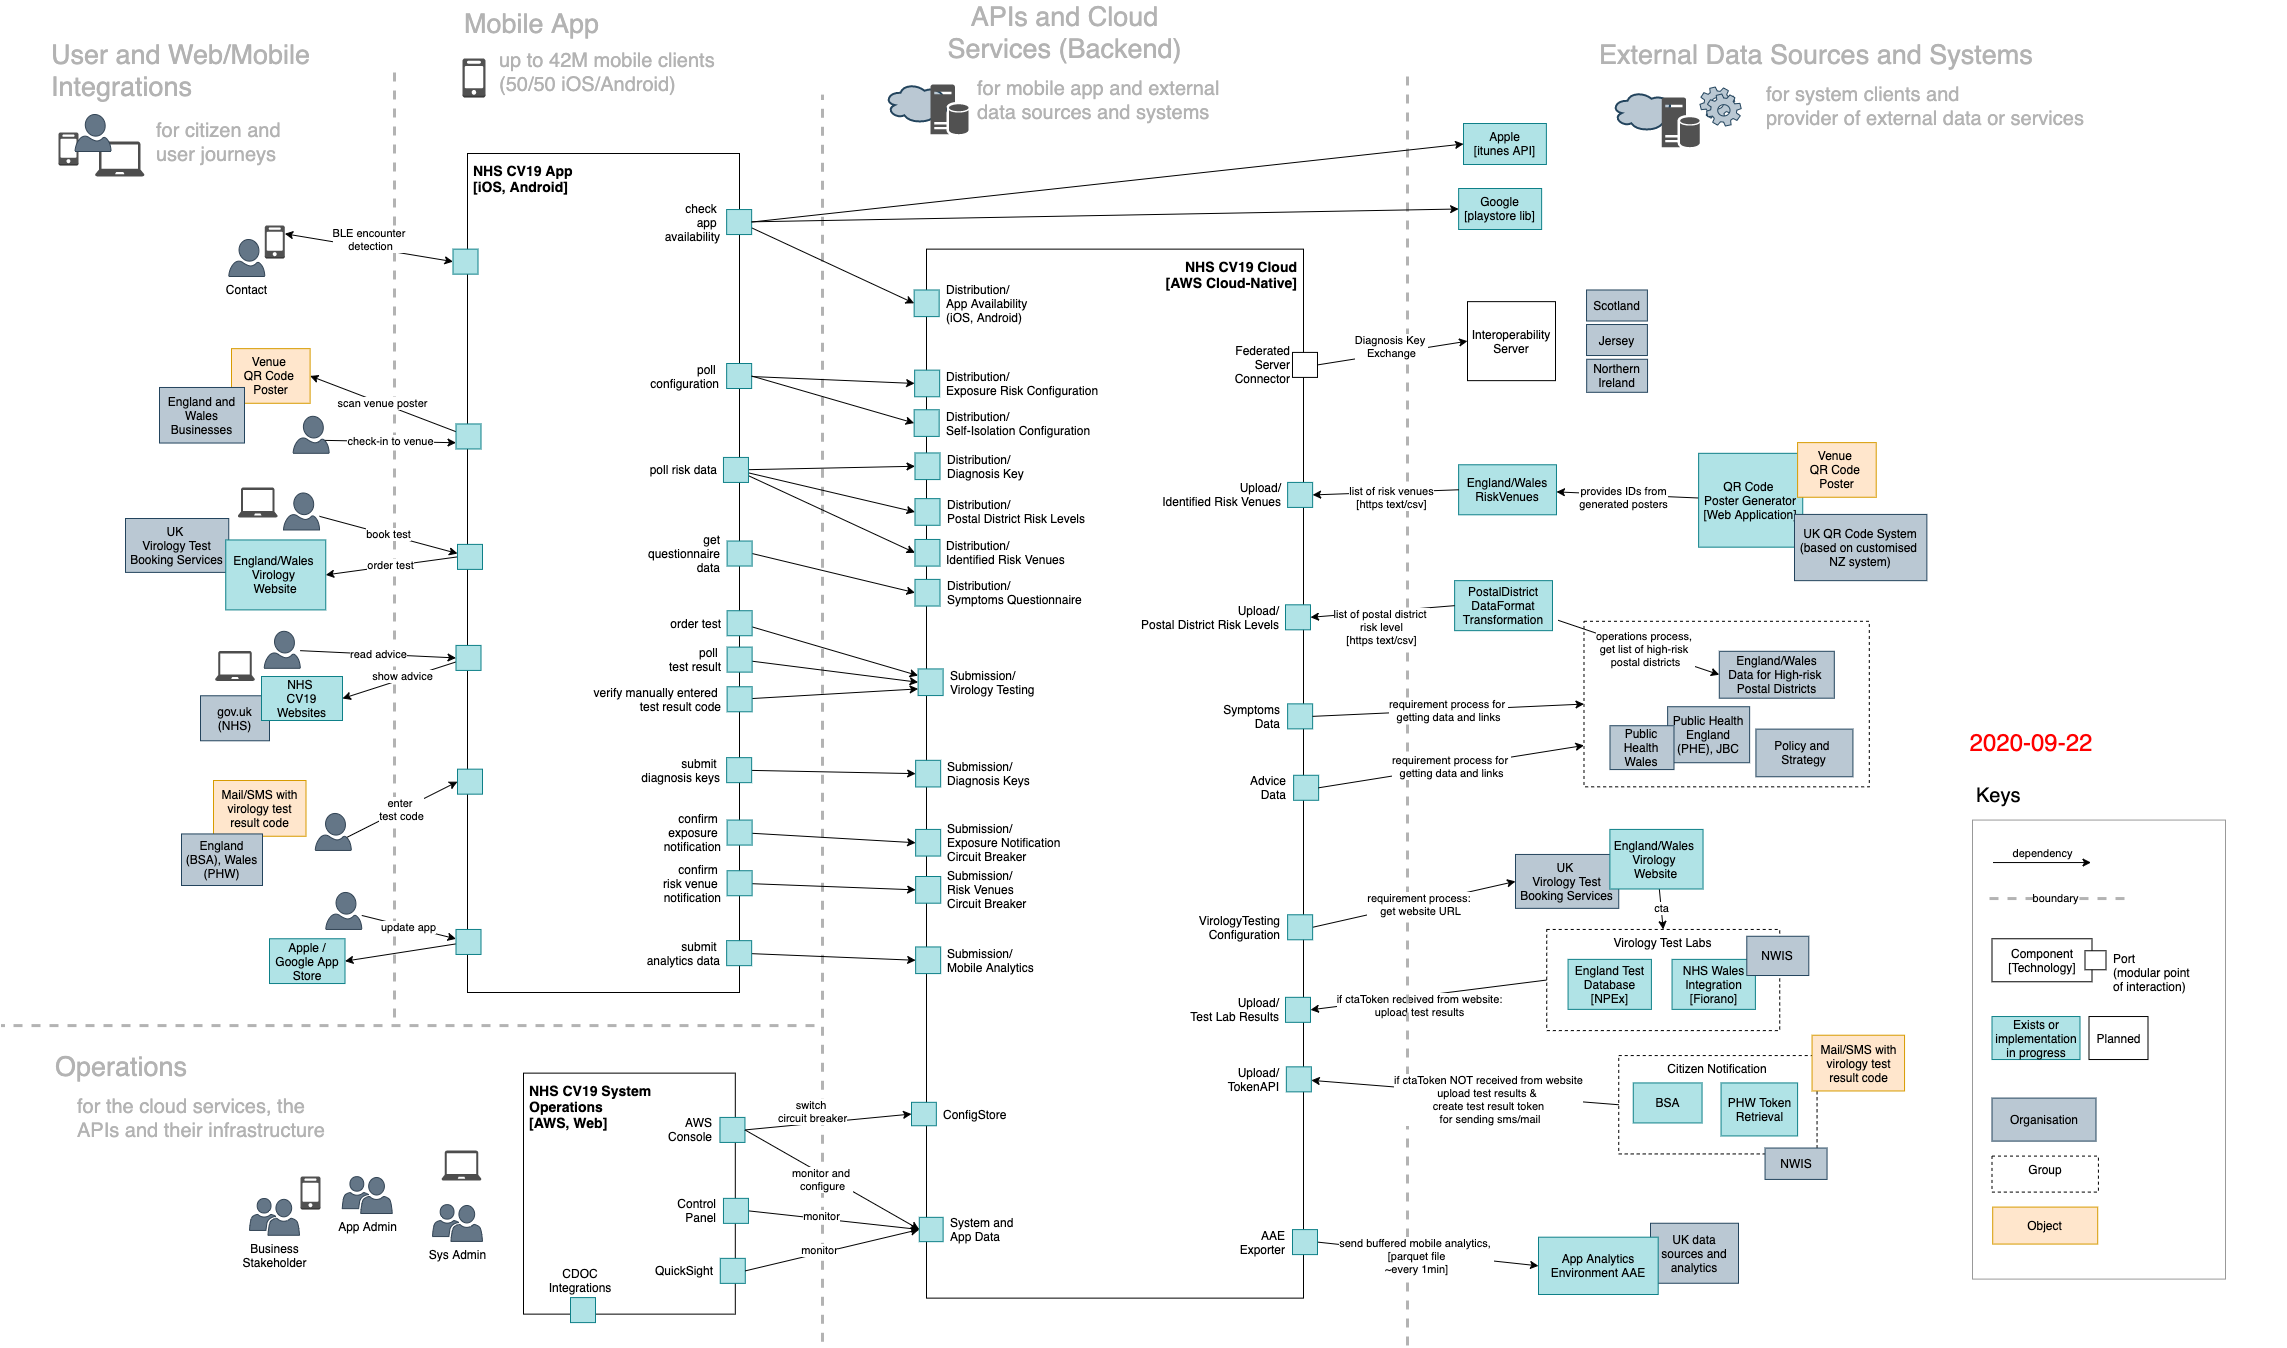 User and Web/Mobile
Integrations
for citizen and
user journeys
Mobile App
up to 42M mobile clients
(50/50 iOS/Android)
APIs and Cloud
Services (Backend)
for mobile app and external
data sources and systems
External Data Sources and Systems
for system clients and
provider of external data or services
Contact
BLE encounter
detection
Venue
QR Code
Poster
England and
Wales
Businesses
scan venue poster
check-in to venue
UK
Virology Test
Booking Services
England/Wales
Virology
Website
book test
order test
read advice
show advice
NHS
CV19
Websites
gov.uk
(NHS)
Mail/SMS with
virology test
result code
England
(BSA), Wales
(PHW)
enter
test code
update app
Apple /
Google App
Store
NHS CV19 App
[iOS, Android]
check
app
availability
poll
configuration
poll risk data
get
questionnaire
data
order test
poll
test result
verify manually entered
test result code
submit
diagnosis keys
confirm
exposure
notification
confirm
risk venue
notification
submit
analytics data
NHS CV19 Cloud
[AWS Cloud-Native]
Distribution/
App Availability
(iOS, Android)
Distribution/
Exposure Risk Configuration
Distribution/
Self-Isolation Configuration
Distribution/
Diagnosis Key
Distribution/
Postal District Risk Levels
Distribution/
Identified Risk Venues
Distribution/
Symptoms Questionnaire
Submission/
Virology Testing
Submission/
Diagnosis Keys
Submission/
Exposure Notification
Circuit Breaker
Submission/
Risk Venues
Circuit Breaker
Submission/
Mobile Analytics
ConfigStore
System and
App Data
Federated
Server
Connector
Upload/
Identified Risk Venues
Upload/
Postal District Risk Levels
Symptoms
Data
Advice
Data
VirologyTesting
Configuration
Upload/
Test Lab Results
Upload/
TokenAPI
AAE
Exporter
Apple
[itunes API]
Google
[playstore lib]
Diagnosis Key
Exchange
Interoperability
Server
Scotland
Jersey
Northern
Ireland
list of risk venues
[https text/csv]
England/Wales
RiskVenues
provides IDs from
generated posters
QR Code
Poster Generator
[Web Application]
Venue
QR Code
Poster
UK QR Code System
(based on customised
NZ system)
list of postal district
risk level
[https text/csv]
PostalDistrict
DataFormat
Transformation
operations process,
get list of high-risk
postal districts
England/Wales
Data for High-risk
Postal Districts
Public Health
England
(PHE), JBC
Public
Health
Wales
Policy and
Strategy
requirement process for
getting data and links
requirement process for
getting data and links
requirement process:
get website URL
UK
Virology Test
Booking Services
England/Wales
Virology
Website
cta
Virology Test Labs
NWIS
England Test
Database
[NPEx]
NHS Wales
Integration
[Fiorano]
if ctaToken received from website:
upload test results
if ctaToken NOT received from website
upload test results &
create test result token
for sending sms/mail
Citizen Notification
BSA
PHW Token
Retrieval
NWIS
Mail/SMS with
virology test
result code
send buffered mobile analytics,
[parquet file
~every 1min]
App Analytics
Environment AAE
UK data
sources and
analytics
Operations
for the cloud services, the
APIs and their infrastructure
Business
Stakeholder
App Admin
Sys Admin
NHS CV19 System
Operations
[AWS, Web]
AWS
Console
Control
Panel
QuickSight
CDOC
Integrations
switch
circuit breaker
monitor and
configure
monitor
monitor
2020-09-22
Keys
dependency
boundary
Component
[Technology]
Port
(modular point
of interaction)
Exists or
implementation
in progress
Planned
Organisation
Group
Object